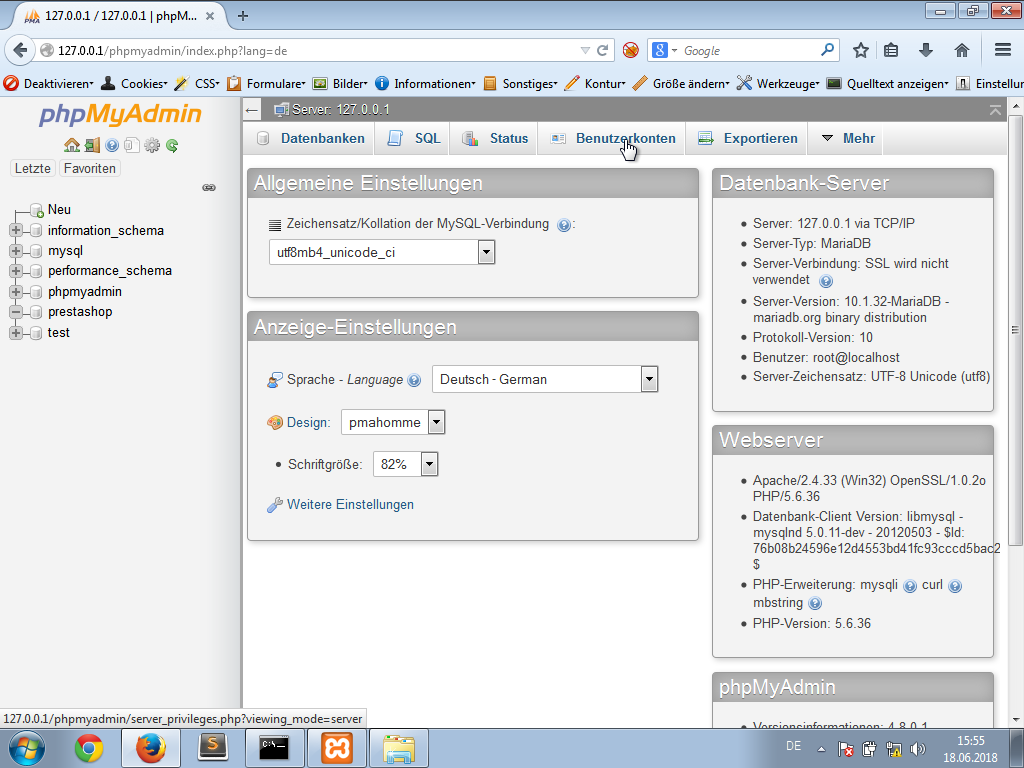 127.0.0.1 / 127.0.0.1 | phpM...
127.0.0.1/phpmyadmin/index.php?lang=de
Google
Deaktivieren
Cookies
CSS
Formulare
Bilder
Informationen
Sonstiges
Kontur
Größe ändern
Werkzeuge
Quelltext anzeigen
Einstellu
phpMyAdmin
Letzte
Favoriten
Neu
information_schema
mysql
performance_schema
phpmyadmin
prestashop
test
Server: 127.0.0.1
Datenbanken
SQL
Status
Benutzerkonten
Exportieren
Mehr
Allgemeine Einstellungen
Zeichensatz/Kollation der MySQL-Verbindung :
utf8mb4_unicode_ci
Anzeige-Einstellungen
Sprache - Language
Deutsch - German
Design:
pmahomme
Schriftgröße:
82%
Weitere Einstellungen
Datenbank-Server
Server: 127.0.0.1 via TCP/IP
Server-Typ: MariaDB
Server-Verbindung: SSL wird nicht
verwendet
Server-Version: 10.1.32-MariaDB -
mariadb.org binary distribution
Protokoll-Version: 10
Benutzer: root@localhost
Server-Zeichensatz: UTF-8 Unicode (utf8)
Webserver
Apache/2.4.33 (Win32) OpenSSL/1.0.2o
PHP/5.6.36
Datenbank-Client Version: libmysql -
mysqlnd 5.0.11-dev - 20120503 - $Id:
76b08b24596e12d4553bd41fc93cccd5bac2
$
PHP-Erweiterung: mysqli curl
mbstring
PHP-Version: 5.6.36
phpMyAdmin
Versionsinformationen: 4.8.0.1
127.0.0.1/phpmyadmin/server_privileges.php?viewing_mode=server
DE
15:55
18.06.2018